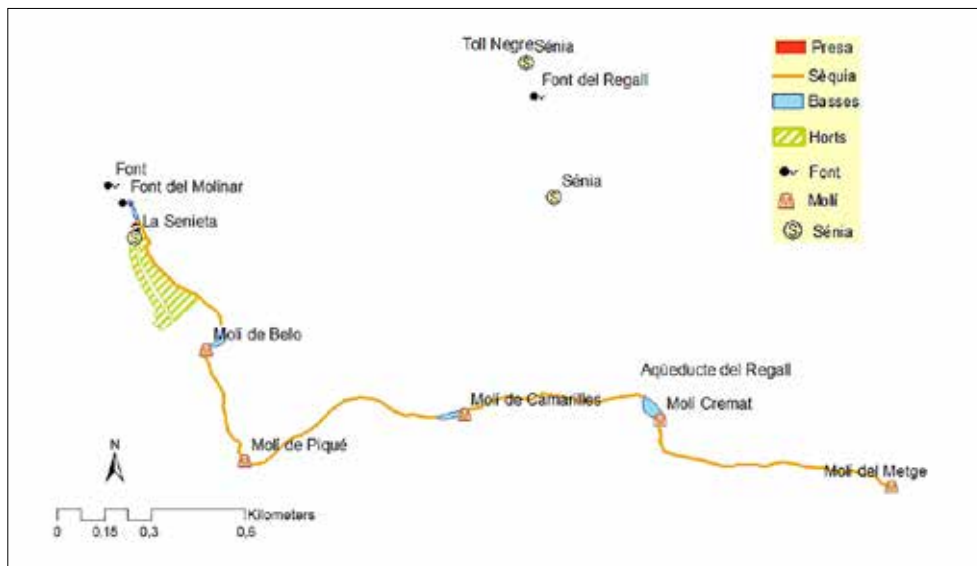 Toll Negre Sénia
Font del Regall
Sénia
Font
Font del Molinar
La Senieta
Molí de Belo
Molí de Piqué
Molí de Camarilles
Aqüeducte del Regall
Molí Cremat
Molí del Metge
Presa
Sèquia
Basses
Horts
Font
Molí
Sénia
N
Kilometers
0 0,15 0,3 0,6